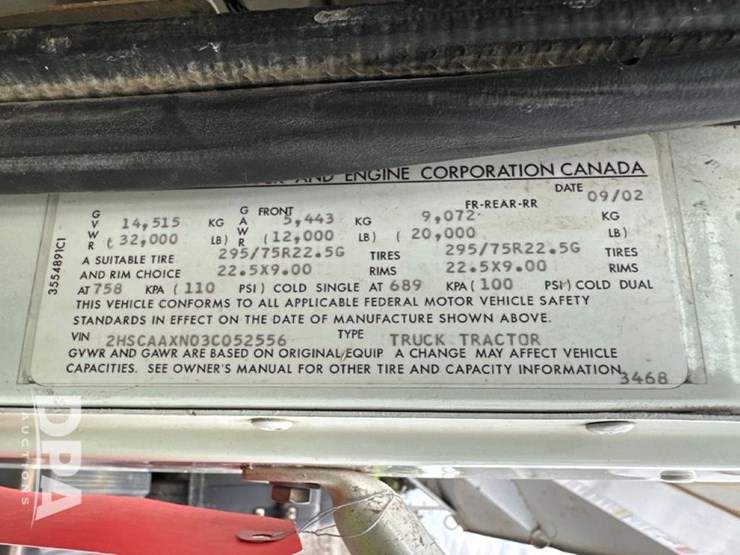 AND ENGINE CORPORATION CANADA
DATE 09/02
GVWR 14,515 KG GAWR FRONT 5,443 KG FR-REAR-RR 9,072 KG
(32,000 LB) (12,000 LB) (20,000 LB)
A SUITABLE TIRE 295/75R22.5G TIRES 295/75R22.5G TIRES
AND RIM CHOICE 22.5X9.00 RIMS 22.5X9.00 RIMS
AT 758 KPA (110 PSI) COLD SINGLE AT 689 KPA (100 PSI) COLD DUAL
THIS VEHICLE CONFORMS TO ALL APPLICABLE FEDERAL MOTOR VEHICLE SAFETY
STANDARDS IN EFFECT ON THE DATE OF MANUFACTURE SHOWN ABOVE.
VIN 2HSCAAXN03C052556 TYPE TRUCK TRACTOR
GVWR AND GAWR ARE BASED ON ORIGINAL EQUIP A CHANGE MAY AFFECT VEHICLE
CAPACITIES. SEE OWNER'S MANUAL FOR OTHER TIRE AND CAPACITY INFORMATION.
3468
3554891C1
DPA
AUCTIONS